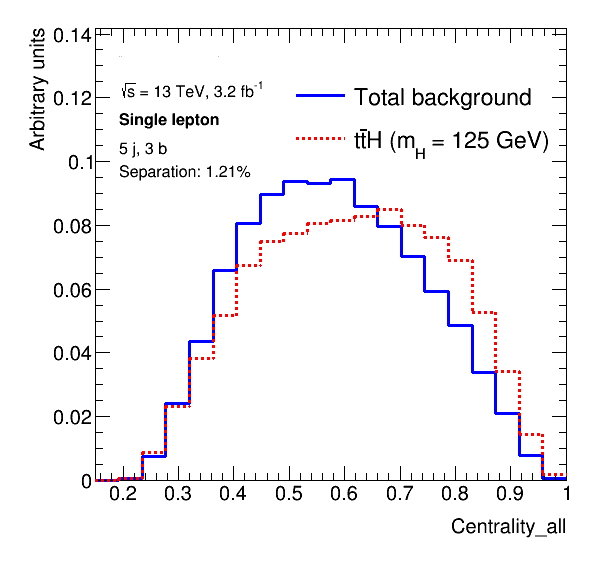 0.14
0.12
0.1
0.08
0.06
0.04
0.02
0
Arbitrary units
√s = 13 TeV, 3.2 fb⁻¹
Single lepton
5 j, 3 b
Separation: 1.21%
Total background
tt̄H (m_H = 125 GeV)
0.2 0.3 0.4 0.5 0.6 0.7 0.8 0.9 1
Centrality_all